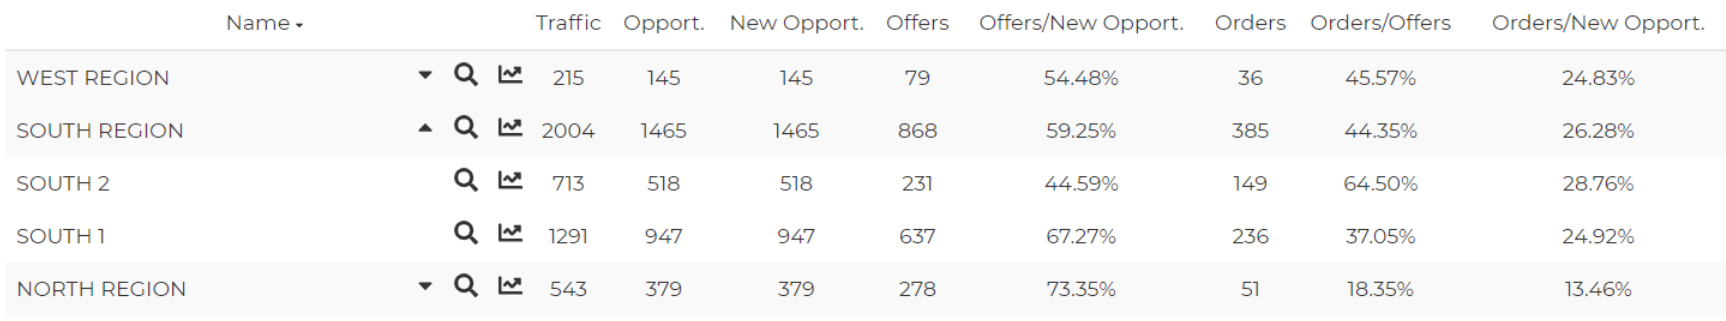 Name Traffic Opport. New Opport. Offers Offers/New Opport. Orders Orders/Offers Orders/New Opport.
WEST REGION 215 145 145 79 54.48% 36 45.57% 24.83%
SOUTH REGION 2004 1465 1465 868 59.25% 385 44.35% 26.28%
SOUTH 2 713 518 518 231 44.59% 149 64.50% 28.76%
SOUTH 1 1291 947 947 637 67.27% 236 37.05% 24.92%
NORTH REGION 543 379 379 278 73.35% 51 18.35% 13.46%